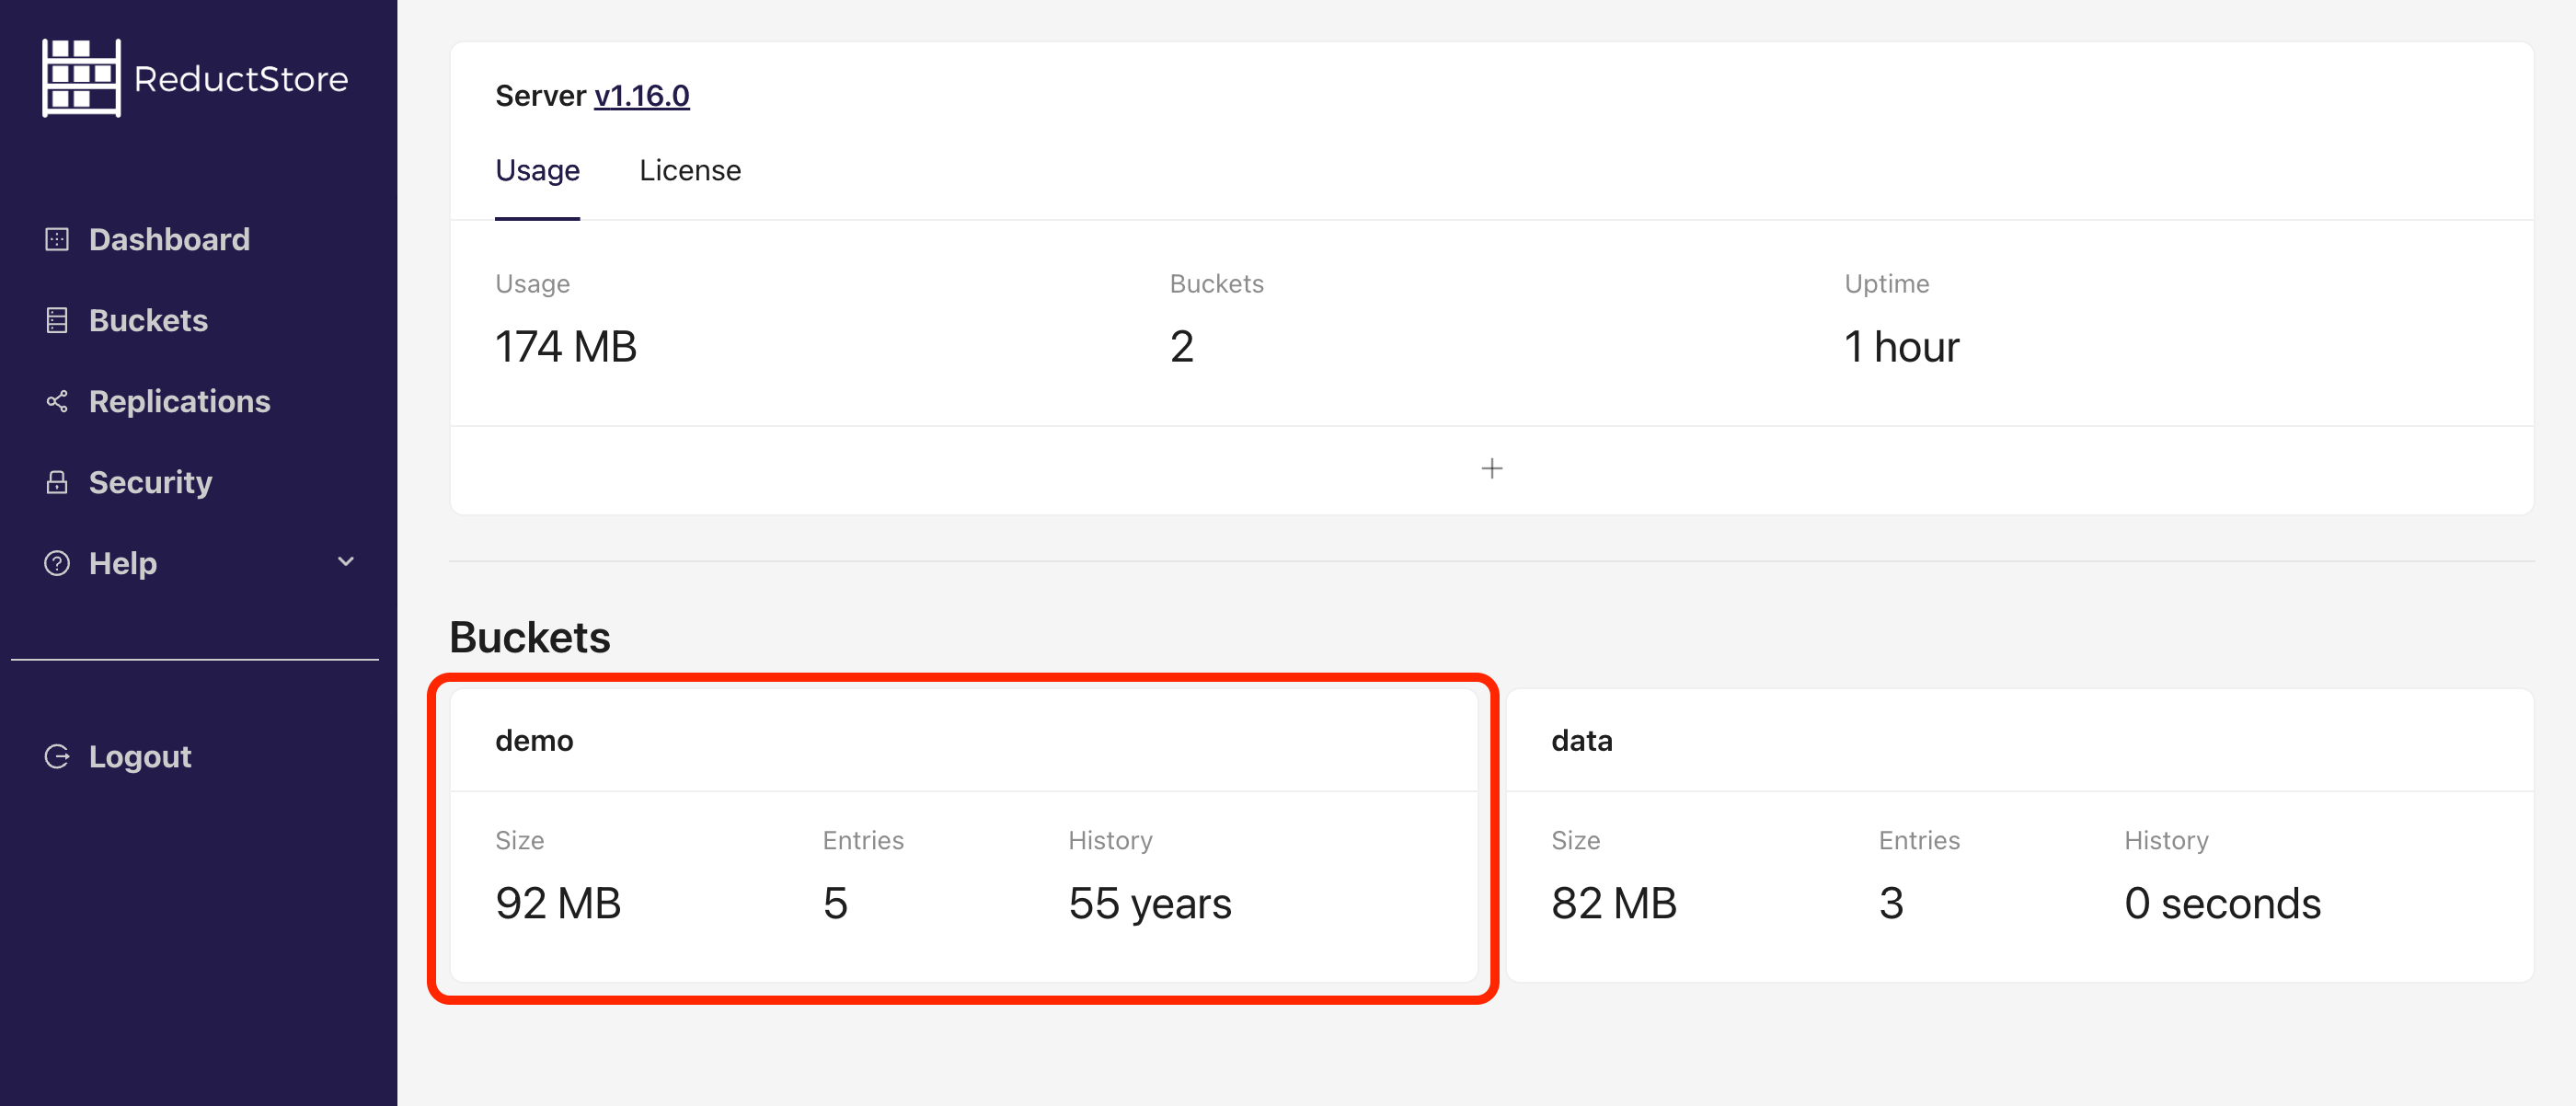 ReductStore
Dashboard
Buckets
Replications
Security
Help
Logout
Server v1.16.0
Usage License
Usage Buckets Uptime
174 MB 2 1 hour
Buckets
demo
Size Entries History
92 MB 5 55 years
data
Size Entries History
82 MB 3 0 seconds